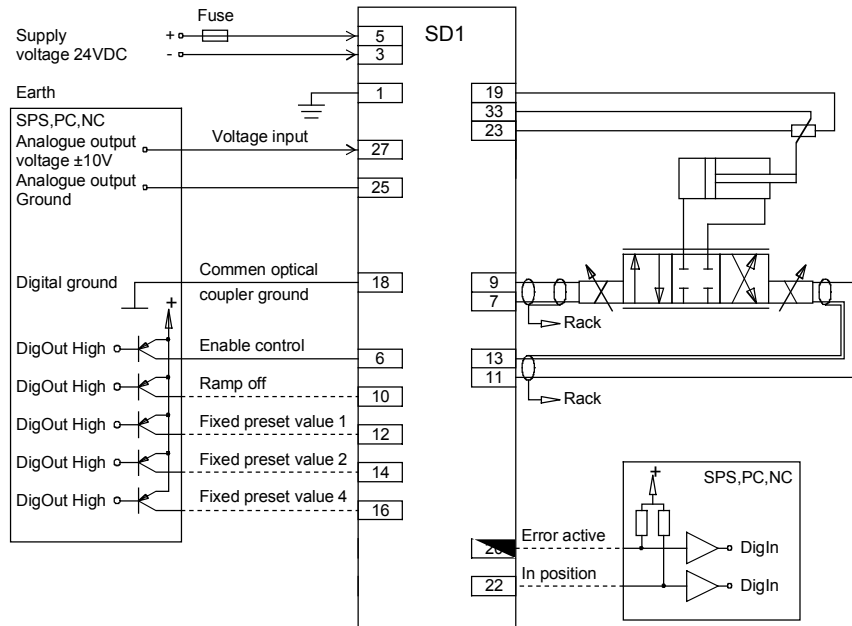 Fuse
Supply
voltage 24VDC
+
-
5
3
SD1
Earth
1
SPS,PC,NC
Analogue output
voltage ±10V
Voltage input
27
Analogue output
Ground
25
19
33
23
Digital ground
Commen optical
coupler ground
18
9
7
Rack
+
DigOut High
Enable control
6
13
11
Rack
DigOut High
Ramp off
10
DigOut High
Fixed preset value 1
12
DigOut High
Fixed preset value 2
14
DigOut High
Fixed preset value 4
16
+
SPS,PC,NC
Error active
DigIn
22
In position
DigIn